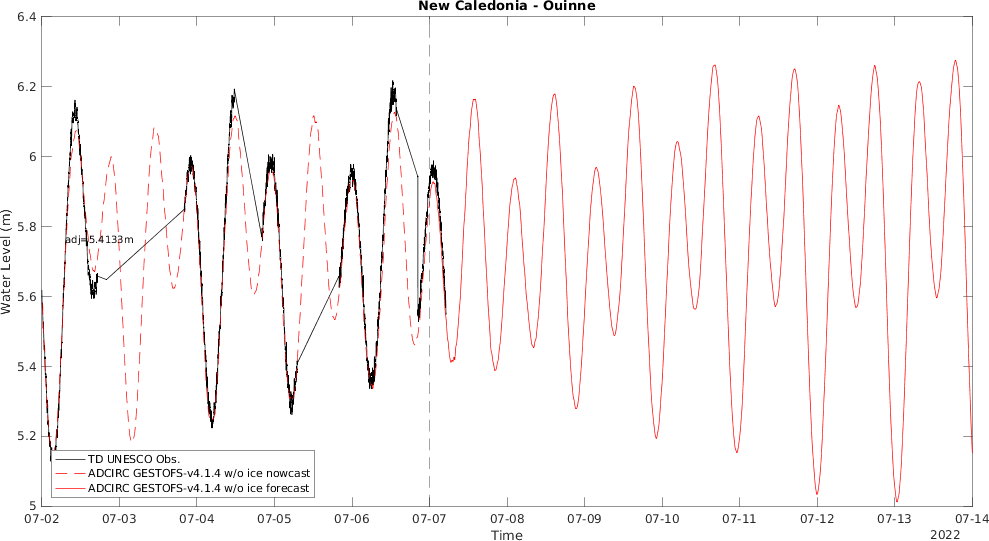 New Caledonia - Ouinne
6.4
6.2
6
5.8
5.6
5.4
5.2
5
Water Level (m)
adj=5.4133m
TD UNESCO Obs.
ADCIRC GESTOFS-v4.1.4 w/o ice nowcast
ADCIRC GESTOFS-v4.1.4 w/o ice forecast
07-02 07-03 07-04 07-05 07-06 07-07 07-08 07-09 07-10 07-11 07-12 07-13 07-14
Time
2022